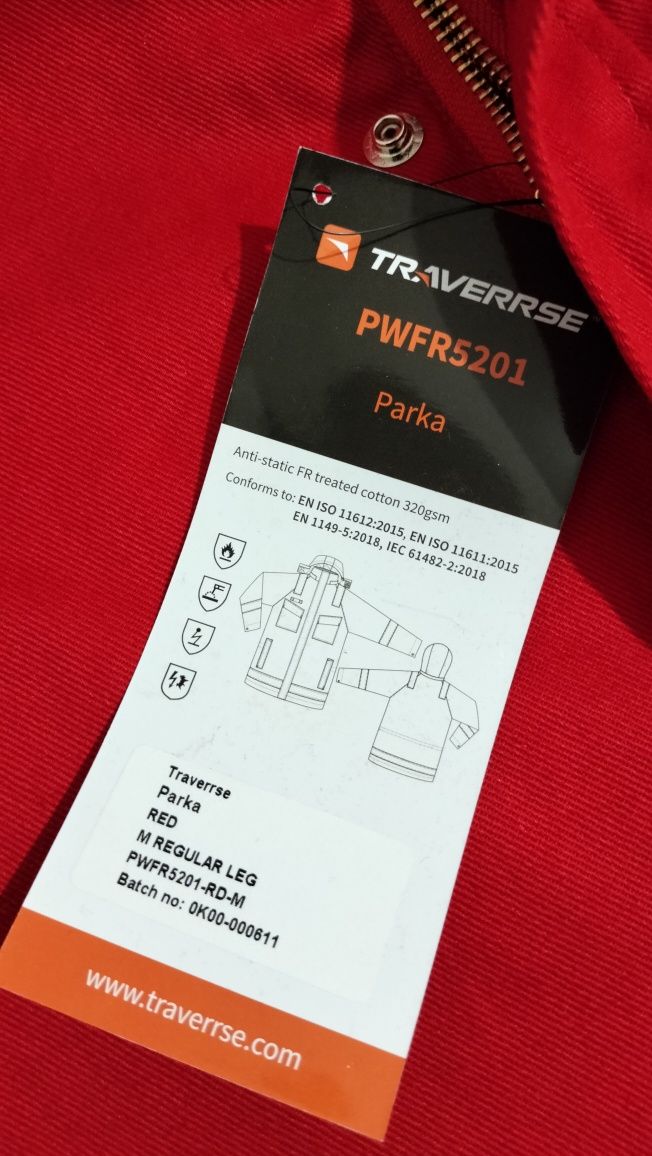 TRAVERRSE
PWFR5201
Parka
Anti-static FR treated cotton 320gsm
Conforms to: EN ISO 11612:2015, EN ISO 11611:2015
EN 1149-5:2018, IEC 61482-2:2018
Traverrse
Parka
RED
M REGULAR LEG
PWFR5201-RD-M
Batch no: 0K00-000611
www.traverrse.com